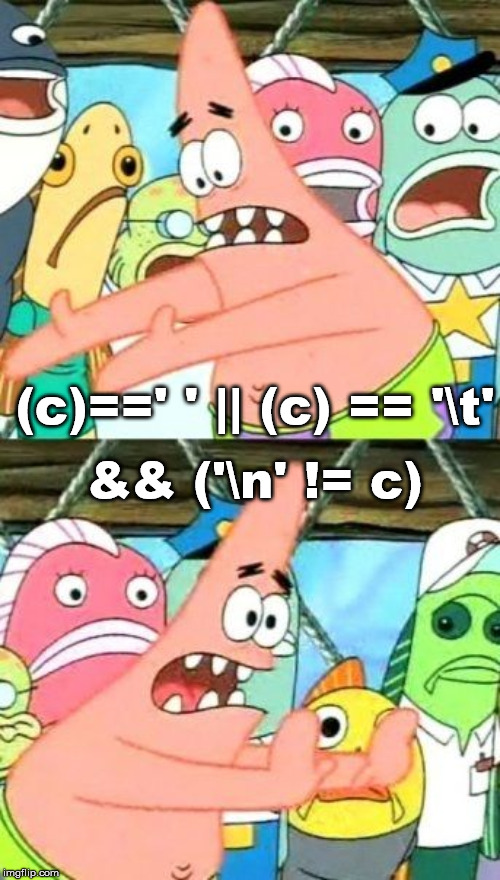 (c)==' ' || (c) == '\t'
&& ('\n' != c)
imgflip.com